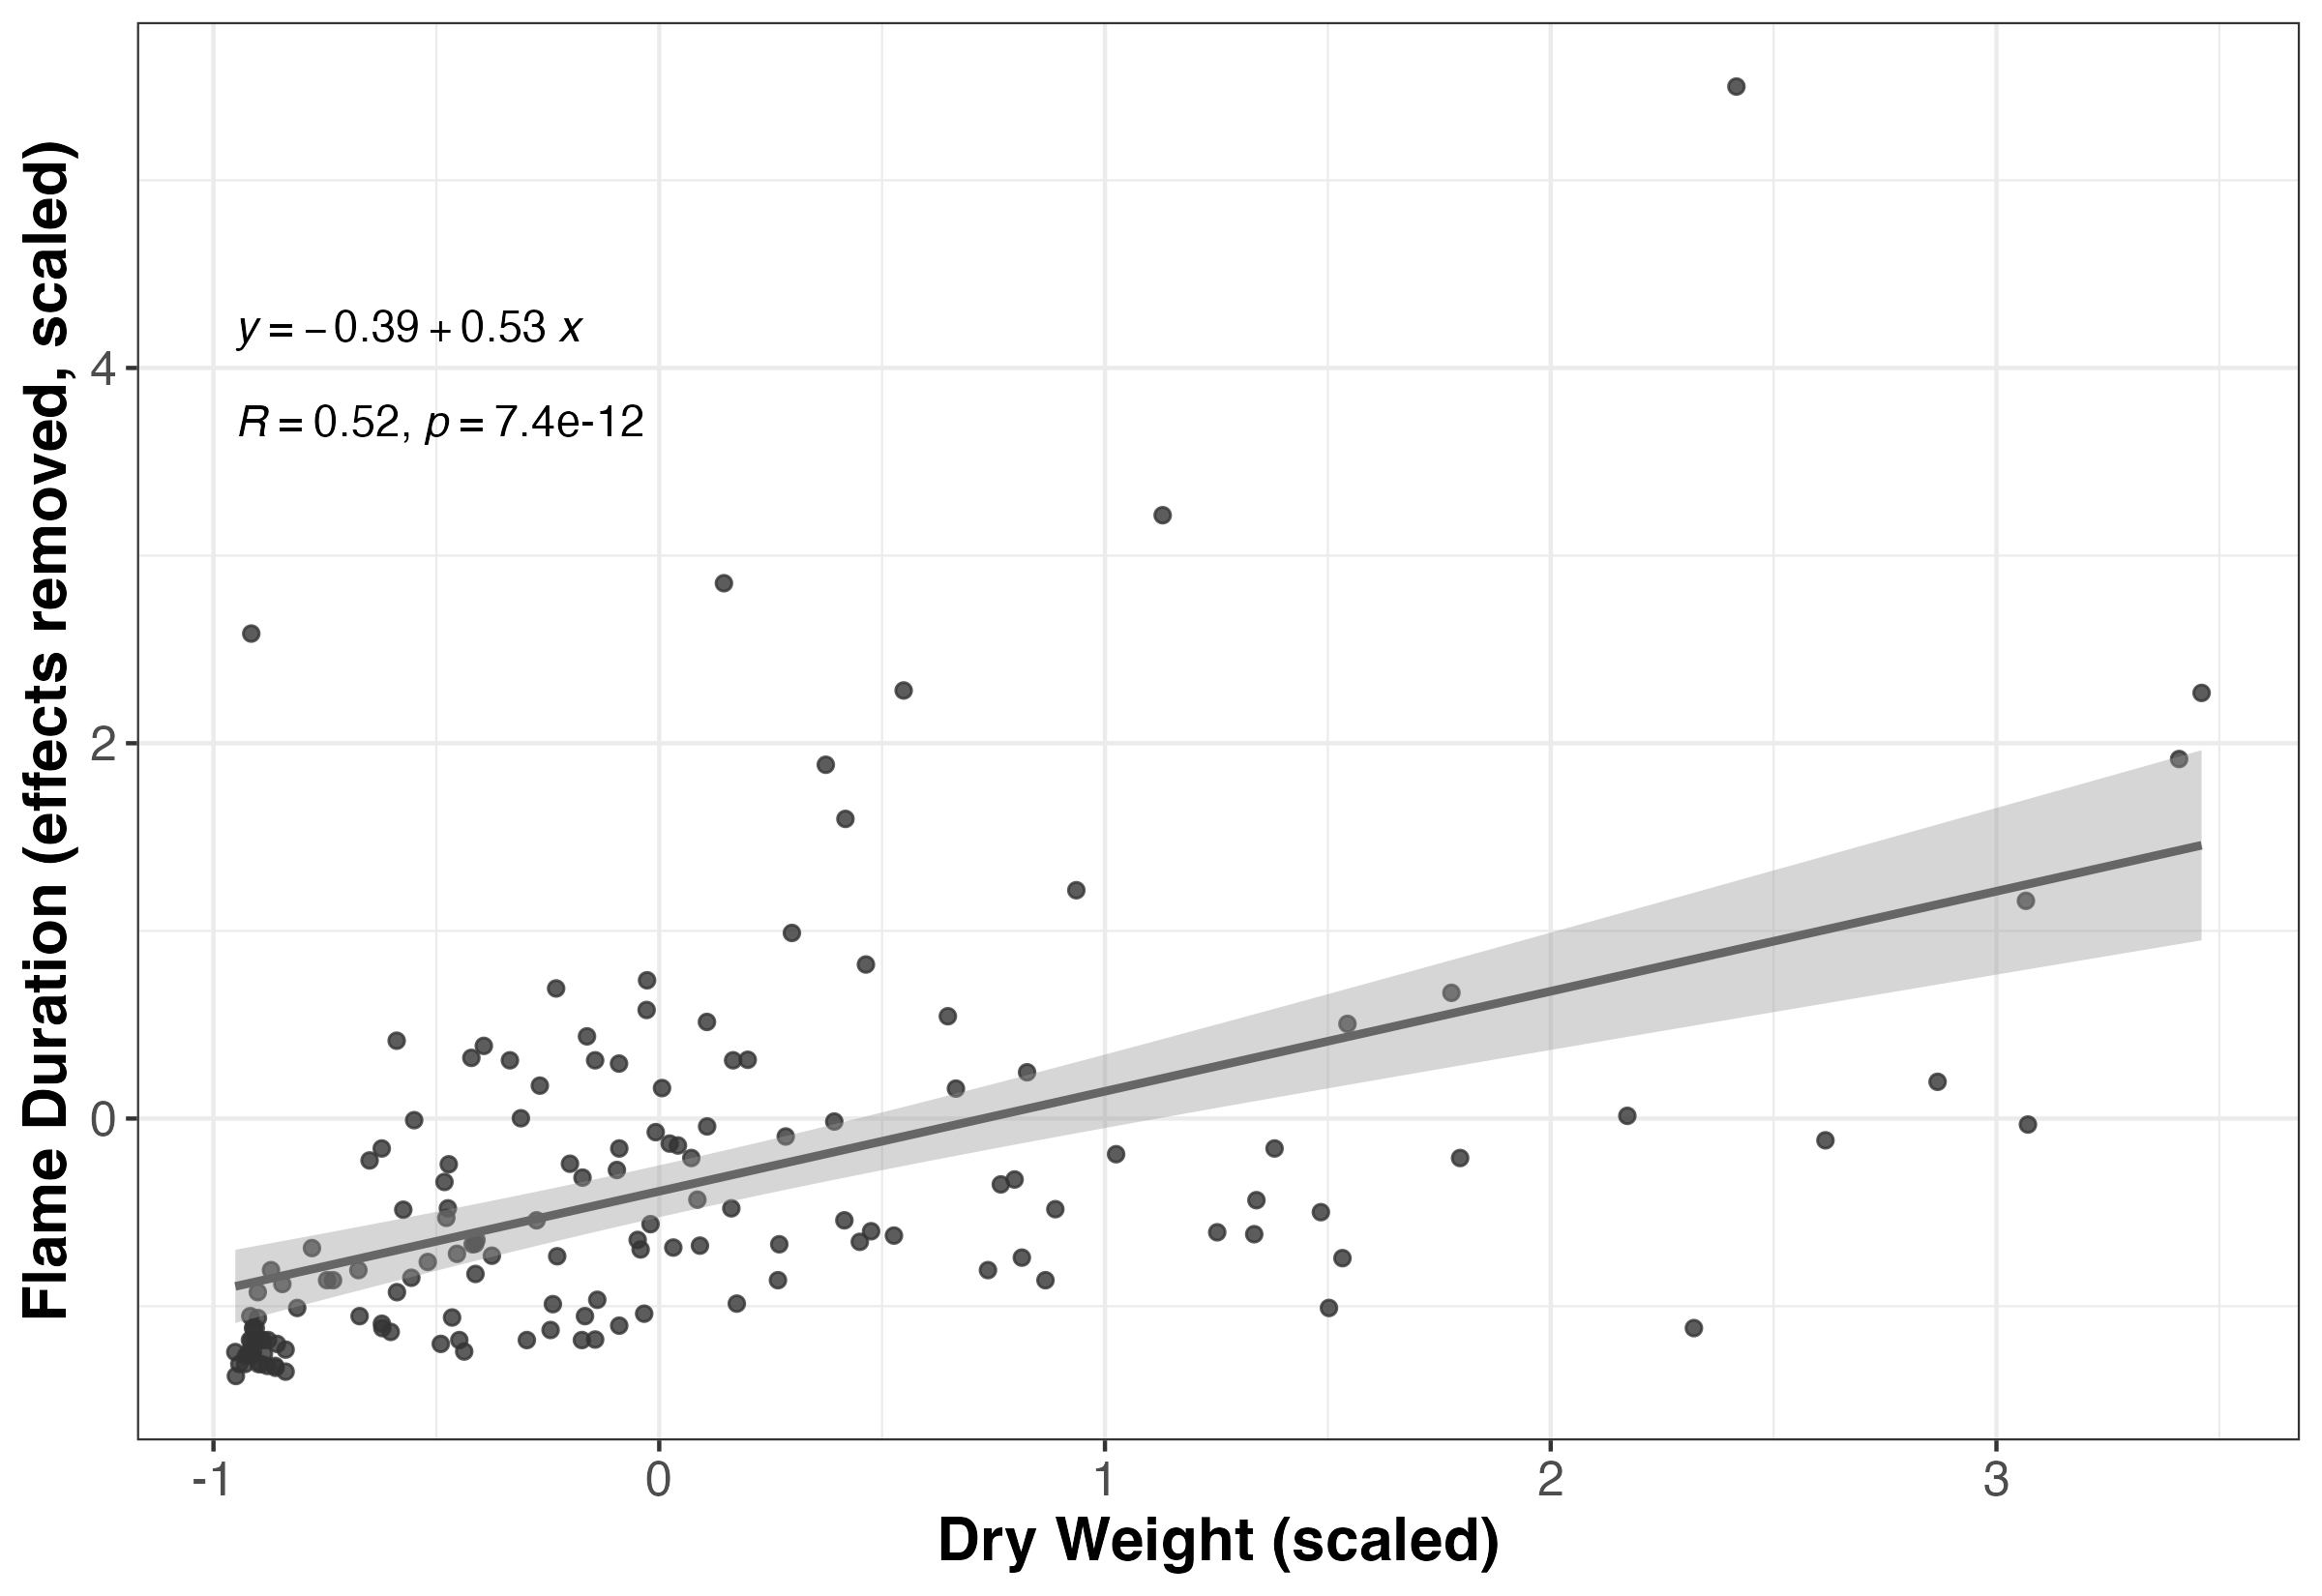 Flame Duration (effects removed, scaled)
y = − 0.39 + 0.53 x
R = 0.52, p = 7.4e-12
4
2
0
-1 0 1 2 3
Dry Weight (scaled)